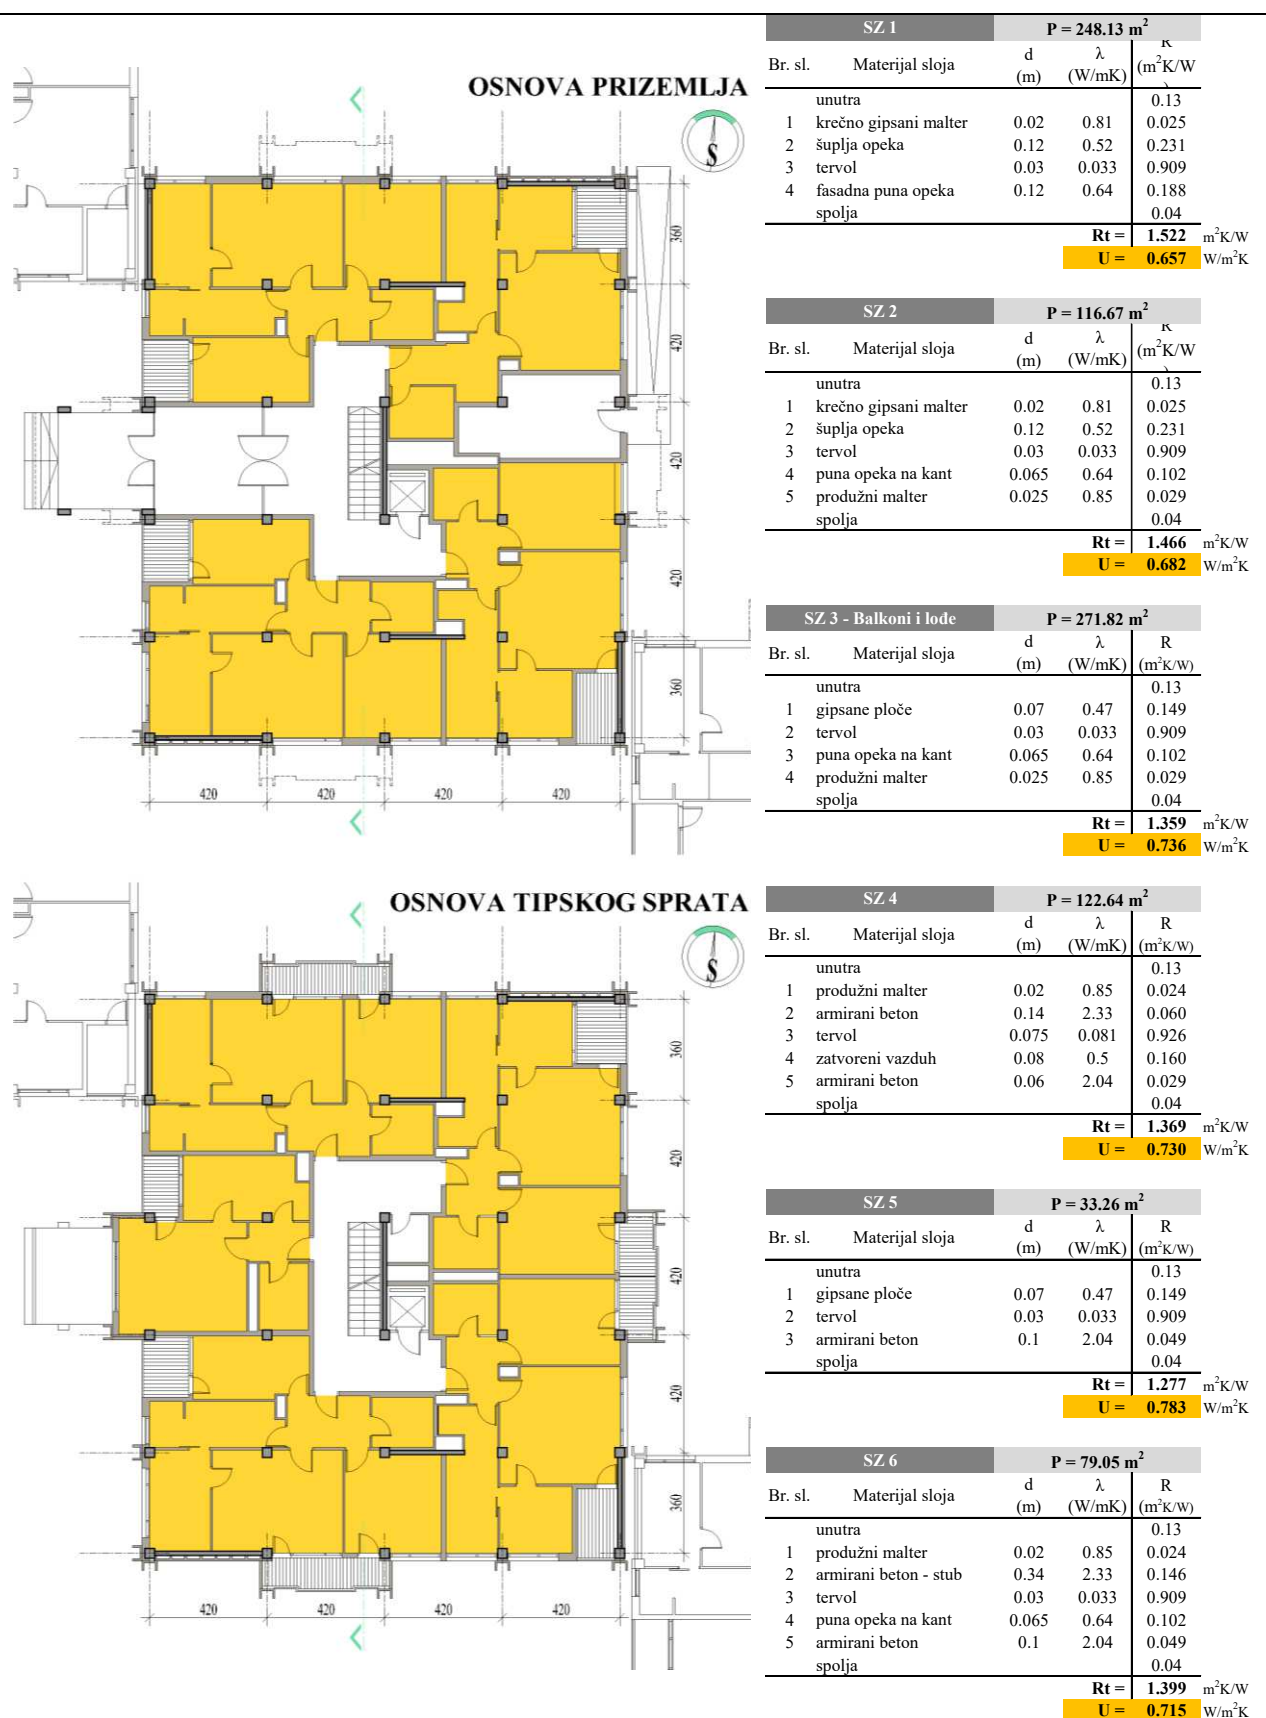 OSNOVA PRIZEMLJA
S
360
420
420
420
360
420 420 420 420
OSNOVA TIPSKOG SPRATA
S
360
420
420
420
360
420 420 420 420
SZ 1 P = 248.13 m²
Br. sl. Materijal sloja d (m) λ (W/mK) R (m²K/W)
unutra 0.13
1 krečno gipsani malter 0.02 0.81 0.025
2 šuplja opeka 0.12 0.52 0.231
3 tervol 0.03 0.033 0.909
4 fasadna puna opeka 0.12 0.64 0.188
spolja 0.04
Rt = 1.522 m²K/W
U = 0.657 W/m²K
SZ 2 P = 116.67 m²
Br. sl. Materijal sloja d (m) λ (W/mK) R (m²K/W)
unutra 0.13
1 krečno gipsani malter 0.02 0.81 0.025
2 šuplja opeka 0.12 0.52 0.231
3 tervol 0.03 0.033 0.909
4 puna opeka na kant 0.065 0.64 0.102
5 produžni malter 0.025 0.85 0.029
spolja 0.04
Rt = 1.466 m²K/W
U = 0.682 W/m²K
SZ 3 - Balkoni i lođe P = 271.82 m²
Br. sl. Materijal sloja d (m) λ (W/mK) R (m²K/W)
unutra 0.13
1 gipsane ploče 0.07 0.47 0.149
2 tervol 0.03 0.033 0.909
3 puna opeka na kant 0.065 0.64 0.102
4 produžni malter 0.025 0.85 0.029
spolja 0.04
Rt = 1.359 m²K/W
U = 0.736 W/m²K
SZ 4 P = 122.64 m²
Br. sl. Materijal sloja d (m) λ (W/mK) R (m²K/W)
unutra 0.13
1 produžni malter 0.02 0.85 0.024
2 armirani beton 0.14 2.33 0.060
3 tervol 0.075 0.081 0.926
4 zatvoreni vazduh 0.08 0.5 0.160
5 armirani beton 0.06 2.04 0.029
spolja 0.04
Rt = 1.369 m²K/W
U = 0.730 W/m²K
SZ 5 P = 33.26 m²
Br. sl. Materijal sloja d (m) λ (W/mK) R (m²K/W)
unutra 0.13
1 gipsane ploče 0.07 0.47 0.149
2 tervol 0.03 0.033 0.909
3 armirani beton 0.1 2.04 0.049
spolja 0.04
Rt = 1.277 m²K/W
U = 0.783 W/m²K
SZ 6 P = 79.05 m²
Br. sl. Materijal sloja d (m) λ (W/mK) R (m²K/W)
unutra 0.13
1 produžni malter 0.02 0.85 0.024
2 armirani beton - stub 0.34 2.33 0.146
3 tervol 0.03 0.033 0.909
4 puna opeka na kant 0.065 0.64 0.102
5 armirani beton 0.1 2.04 0.049
spolja 0.04
Rt = 1.399 m²K/W
U = 0.715 W/m²K